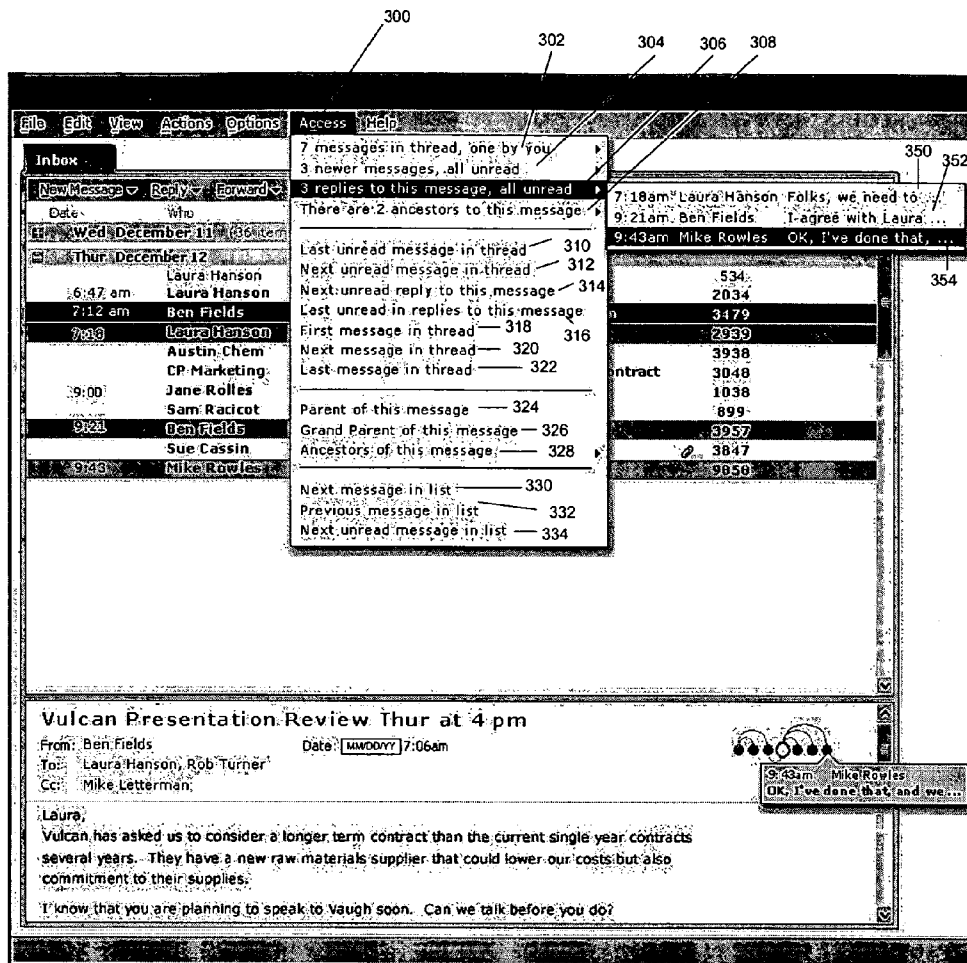 300
302
304
306
308
File Edit View Actions Options Access Help
Inbox
7 messages in thread, one by you
3 newer messages, all unread
3 replies to this message, all unread
There are 2 ancestors to this message
350
352
7:18am Laura Hanson Folks, we need to ...
9:21am Ben Fields I agree with Laura ...
9:43am Mike Rowles OK, I've done that, ...
354
New Message Reply Forward
Date Who
Wed December 11
Thur December 12
Last unread message in thread 310
Next unread message in thread 312
Next unread reply to this message 314
Last unread in replies to this message 316
First message in thread 318
Next message in thread 320
Last message in thread 322
Parent of this message 324
Grand Parent of this message 326
Ancestors of this message 328
Next message in list 330
Previous message in list 332
Next unread message in list 334
Laura Hanson 534
6:47 am Laura Hanson 2034
7:12 am Ben Fields 3479
7:18 Laura Hanson 2939
Austin Chem 3938
CP Marketing ntract 3048
9:00 Jane Rolles 1038
Sam Racicot 899
9:21 Ben Fields 3957
Sue Cassin 3847
9:43 Mike Rowles 9858
Vulcan Presentation Review Thur at 4 pm
From: Ben Fields Date: MM/DD/YY 7:06am
To: Laura Hanson, Rob Turner
Cc: Mike Letterman
9:43am Mike Rowles
OK, I've done that, and we ...
Laura,
Vulcan has asked us to consider a longer term contract than the current single year contracts
several years. They have a new raw materials supplier that could lower our costs but also
commitment to their supplies.
I know that you are planning to speak to Vaugh soon. Can we talk before you do?